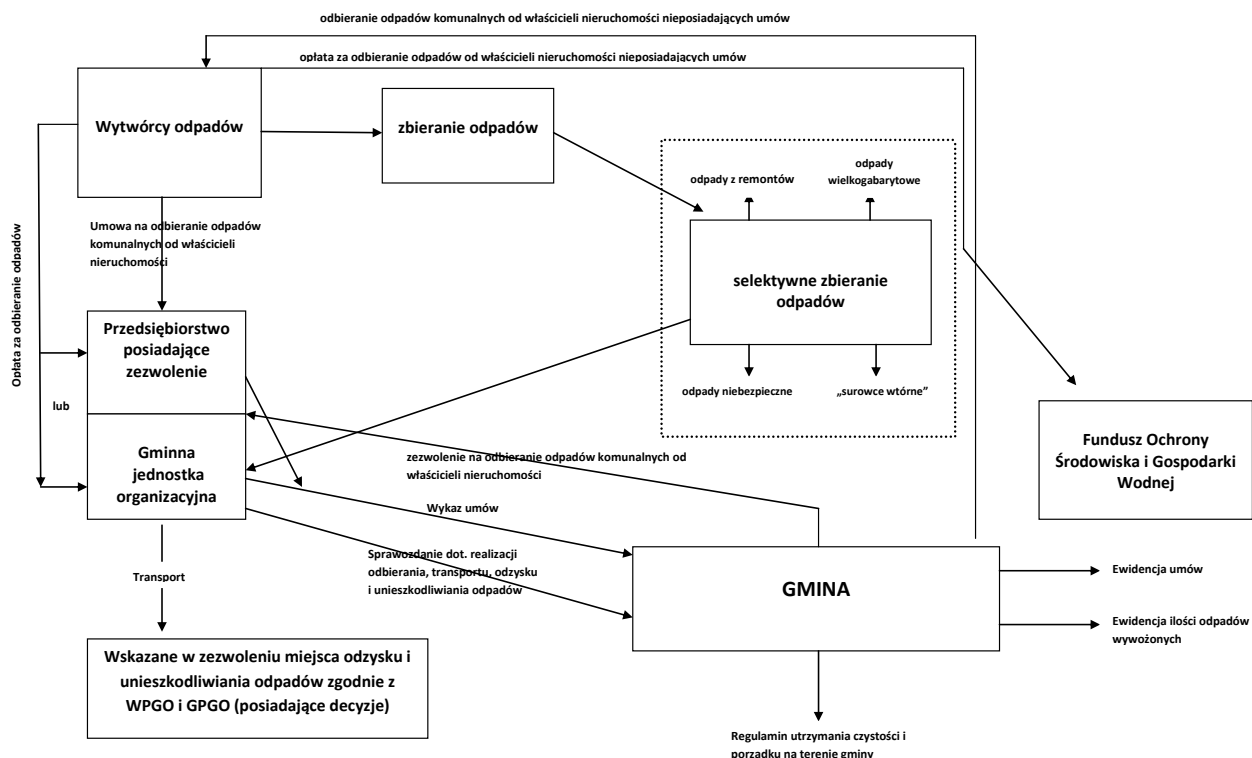 odbieranie odpadów komunalnych od właścicieli nieruchomości nieposiadających umów
opłata za odbieranie odpadów od właścicieli nieruchomości nieposiadających umów
Wytwórcy odpadów
zbieranie odpadów
odpady z remontów
odpady
wielkogabarytowe
selektywne zbieranie
odpadów
odpady niebezpieczne
„surowce wtórne”
Umowa na odbieranie odpadów
komunalnych od właścicieli
nieruchomości
Opłata za odbieranie odpadów
lub
Przedsiębiorstwo
posiadające
zezwolenie
Gminna
jednostka
organizacyjna
Fundusz Ochrony
Środowiska i Gospodarki
Wodnej
zezwolenie na odbieranie odpadów komunalnych od
właścicieli nieruchomości
Wykaz umów
Sprawozdanie dot. realizacji
odbierania, transportu, odzysku
i unieszkodliwiania odpadów
Transport
GMINA
Ewidencja umów
Ewidencja ilości odpadów
wywożonych
Wskazane w zezwoleniu miejsca odzysku i
unieszkodliwiania odpadów zgodnie z
WPGO i GPGO (posiadające decyzje)
Regulamin utrzymania czystości i
porządku na terenie gminy